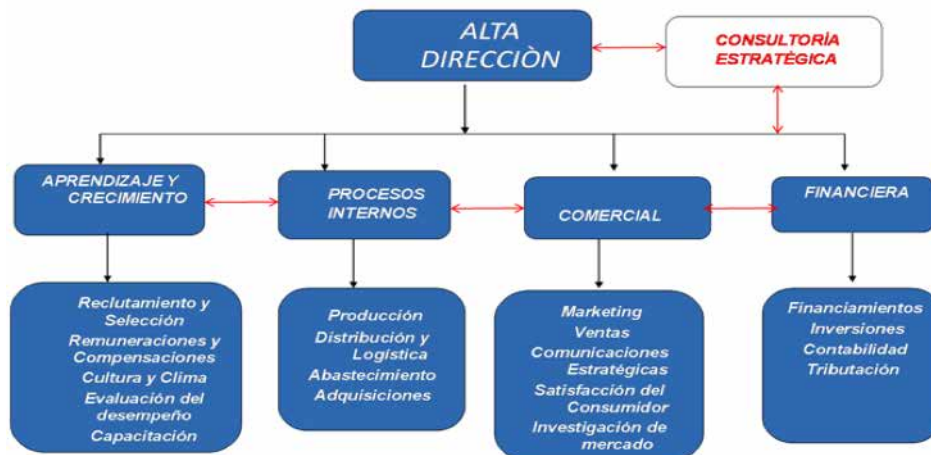 ALTA
DIRECCIÒN
CONSULTORÍA
ESTRATÉGICA
APRENDIZAJE Y
CRECIMIENTO
PROCESOS
INTERNOS
COMERCIAL
FINANCIERA
Reclutamiento y
Selección
Remuneraciones y
Compensaciones
Cultura y Clima
Evaluación del
desempeño
Capacitación
Producción
Distribución y
Logística
Abastecimiento
Adquisiciones
Marketing
Ventas
Comunicaciones
Estratégicas
Satisfacción del
Consumidor
Investigación de
mercado
Financiamientos
Inversiones
Contabilidad
Tributación